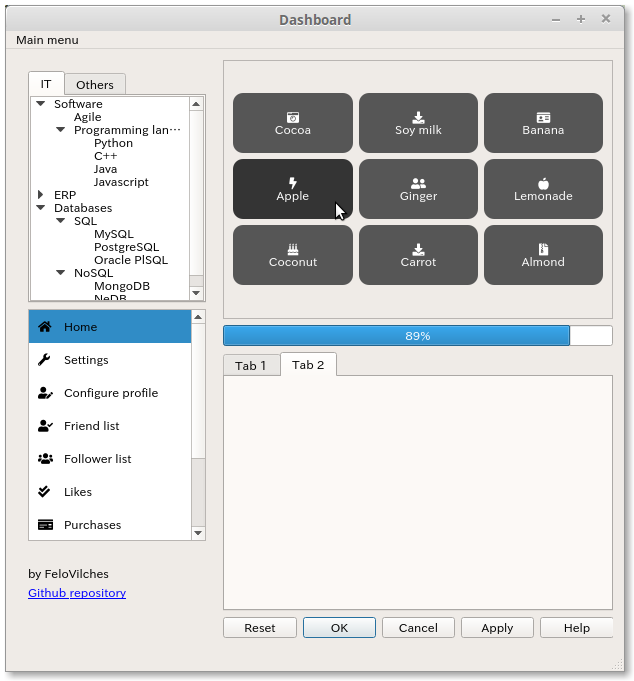 Dashboard
Main menu
IT
Others
Software
Agile
Programming lan···
Python
C++
Java
Javascript
ERP
Databases
SQL
MySQL
PostgreSQL
Oracle PlSQL
NoSQL
MongoDB
NeDB
Home
Settings
Configure profile
Friend list
Follower list
Likes
Purchases
by FeloVilches
Github repository
Cocoa
Soy milk
Banana
Apple
Ginger
Lemonade
Coconut
Carrot
Almond
89%
Tab 1
Tab 2
Reset
OK
Cancel
Apply
Help